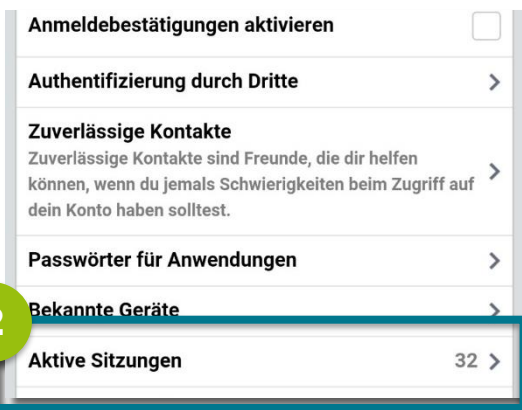 Anmeldebestätigungen aktivieren
Authentifizierung durch Dritte
Zuverlässige Kontakte
Zuverlässige Kontakte sind Freunde, die dir helfen
können, wenn du jemals Schwierigkeiten beim Zugriff auf
dein Konto haben solltest.
Passwörter für Anwendungen
Bekannte Geräte
2
Aktive Sitzungen 32